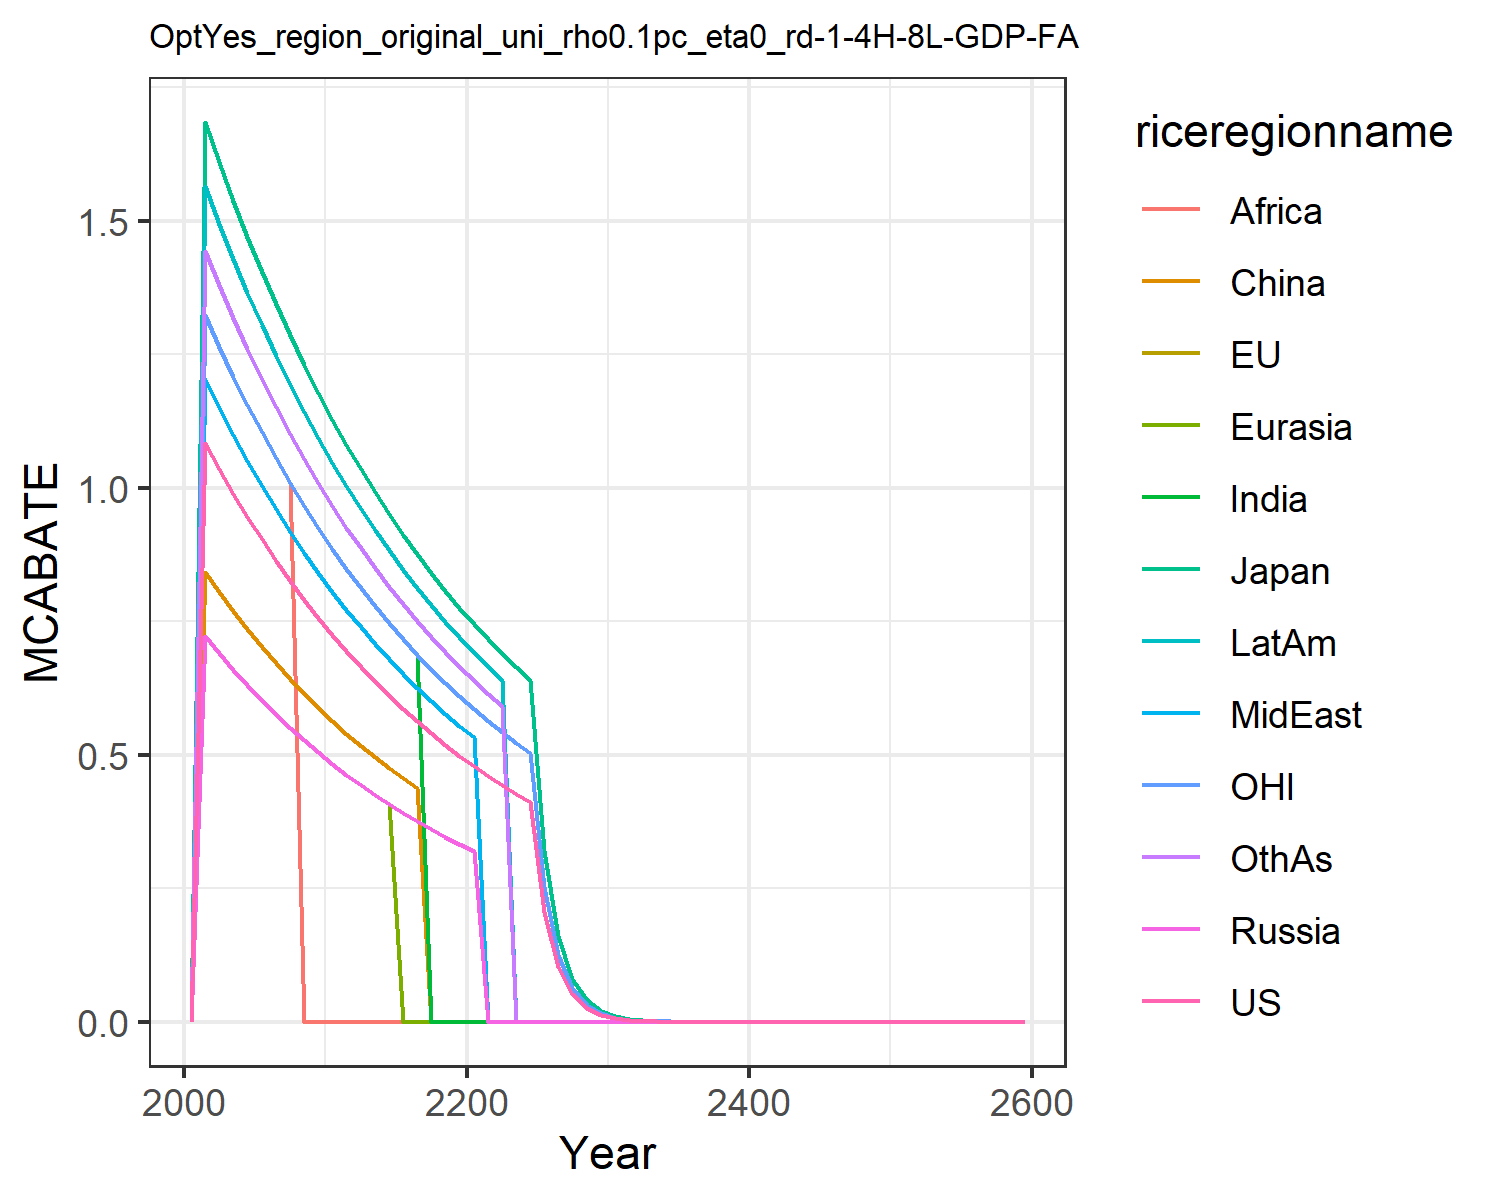 OptYes_region_original_uni_rho0.1pc_eta0_rd-1-4H-8L-GDP-FA
MCABATE
1.5
1.0
0.5
0.0
2000 2200 2400 2600
Year
riceregionname
Africa
China
EU
Eurasia
India
Japan
LatAm
MidEast
OHI
OthAs
Russia
US